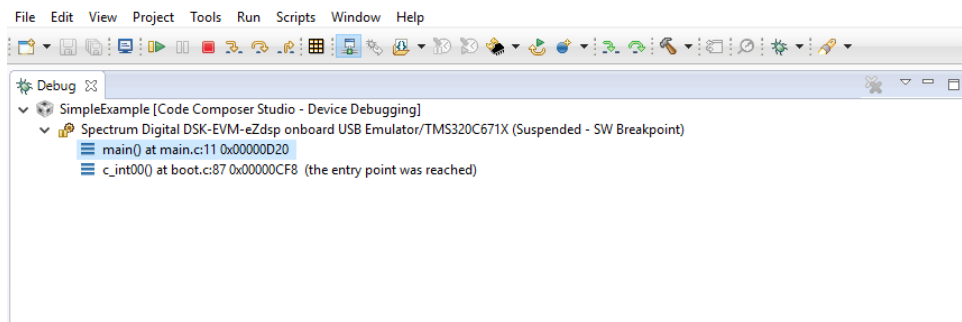 File Edit View Project Tools Run Scripts Window Help
Debug
SimpleExample [Code Composer Studio - Device Debugging]
Spectrum Digital DSK-EVM-eZdsp onboard USB Emulator/TMS320C671X (Suspended - SW Breakpoint)
main() at main.c:11 0x00000D20
c_int00() at boot.c:87 0x00000CF8 (the entry point was reached)